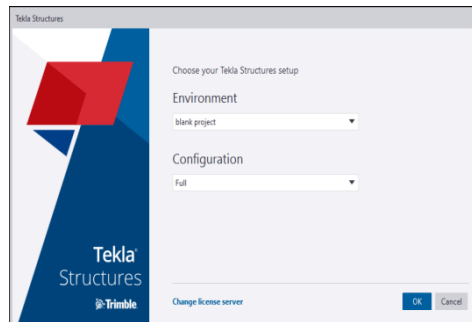 Tekla Structures
Choose your Tekla Structures setup
Environment
blank project
Configuration
Full
Tekla
Structures
Trimble
Change license server
OK
Cancel